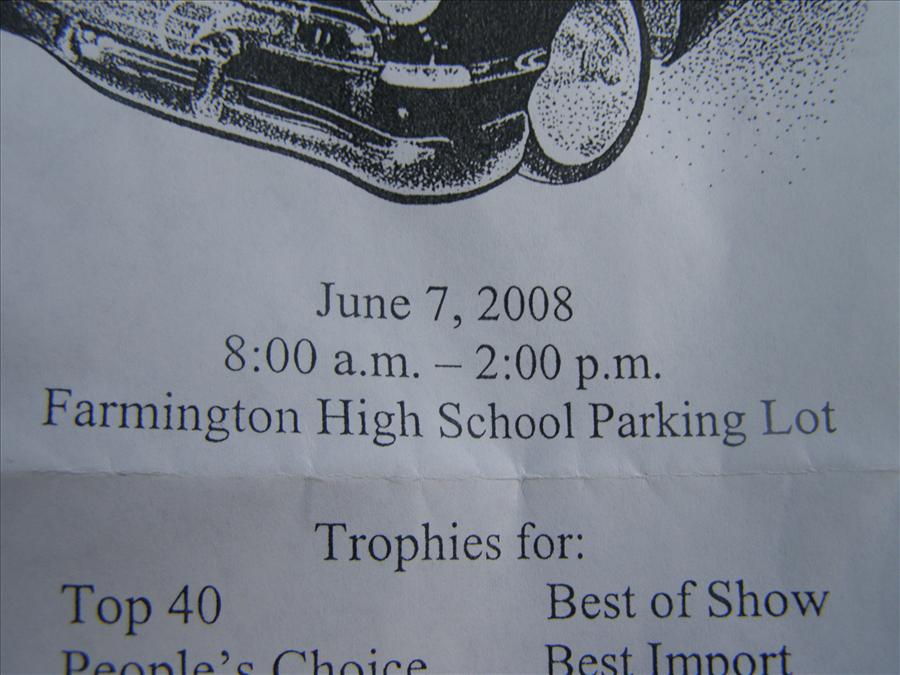 June 7, 2008
8:00 a.m. – 2:00 p.m.
Farmington High School Parking Lot
Trophies for:
Top 40 Best of Show
People's Choice Best Import